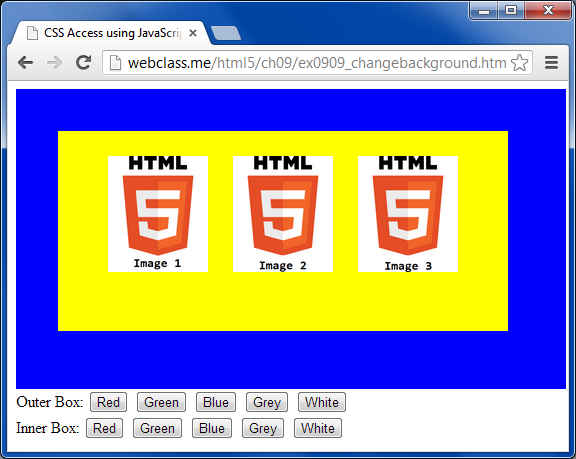 CSS Access using JavaScrip
webclass.me/html5/ch09/ex0909_changebackground.htm
HTML HTML HTML
5 5 5
Image 1 Image 2 Image 3
Outer Box: Red Green Blue Grey White
Inner Box: Red Green Blue Grey White